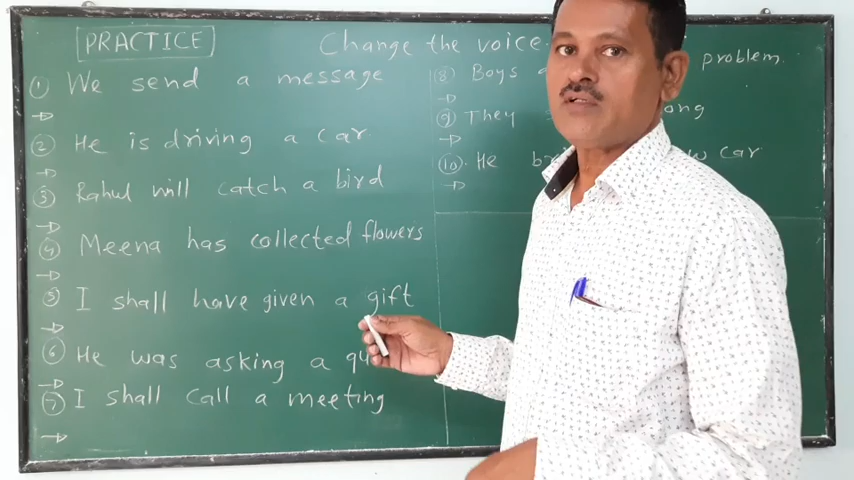 PRACTICE
Change the voice.
① We send a message
→
② He is driving a car.
→
③ Rahul will catch a bird
→
④ Meena has collected flowers
→
⑤ I shall have given a gift
→
⑥ He was asking a
→
⑦ I shall call a meeting
→
⑧ Boys problem.
→
⑨ They
→
⑩. He car
→